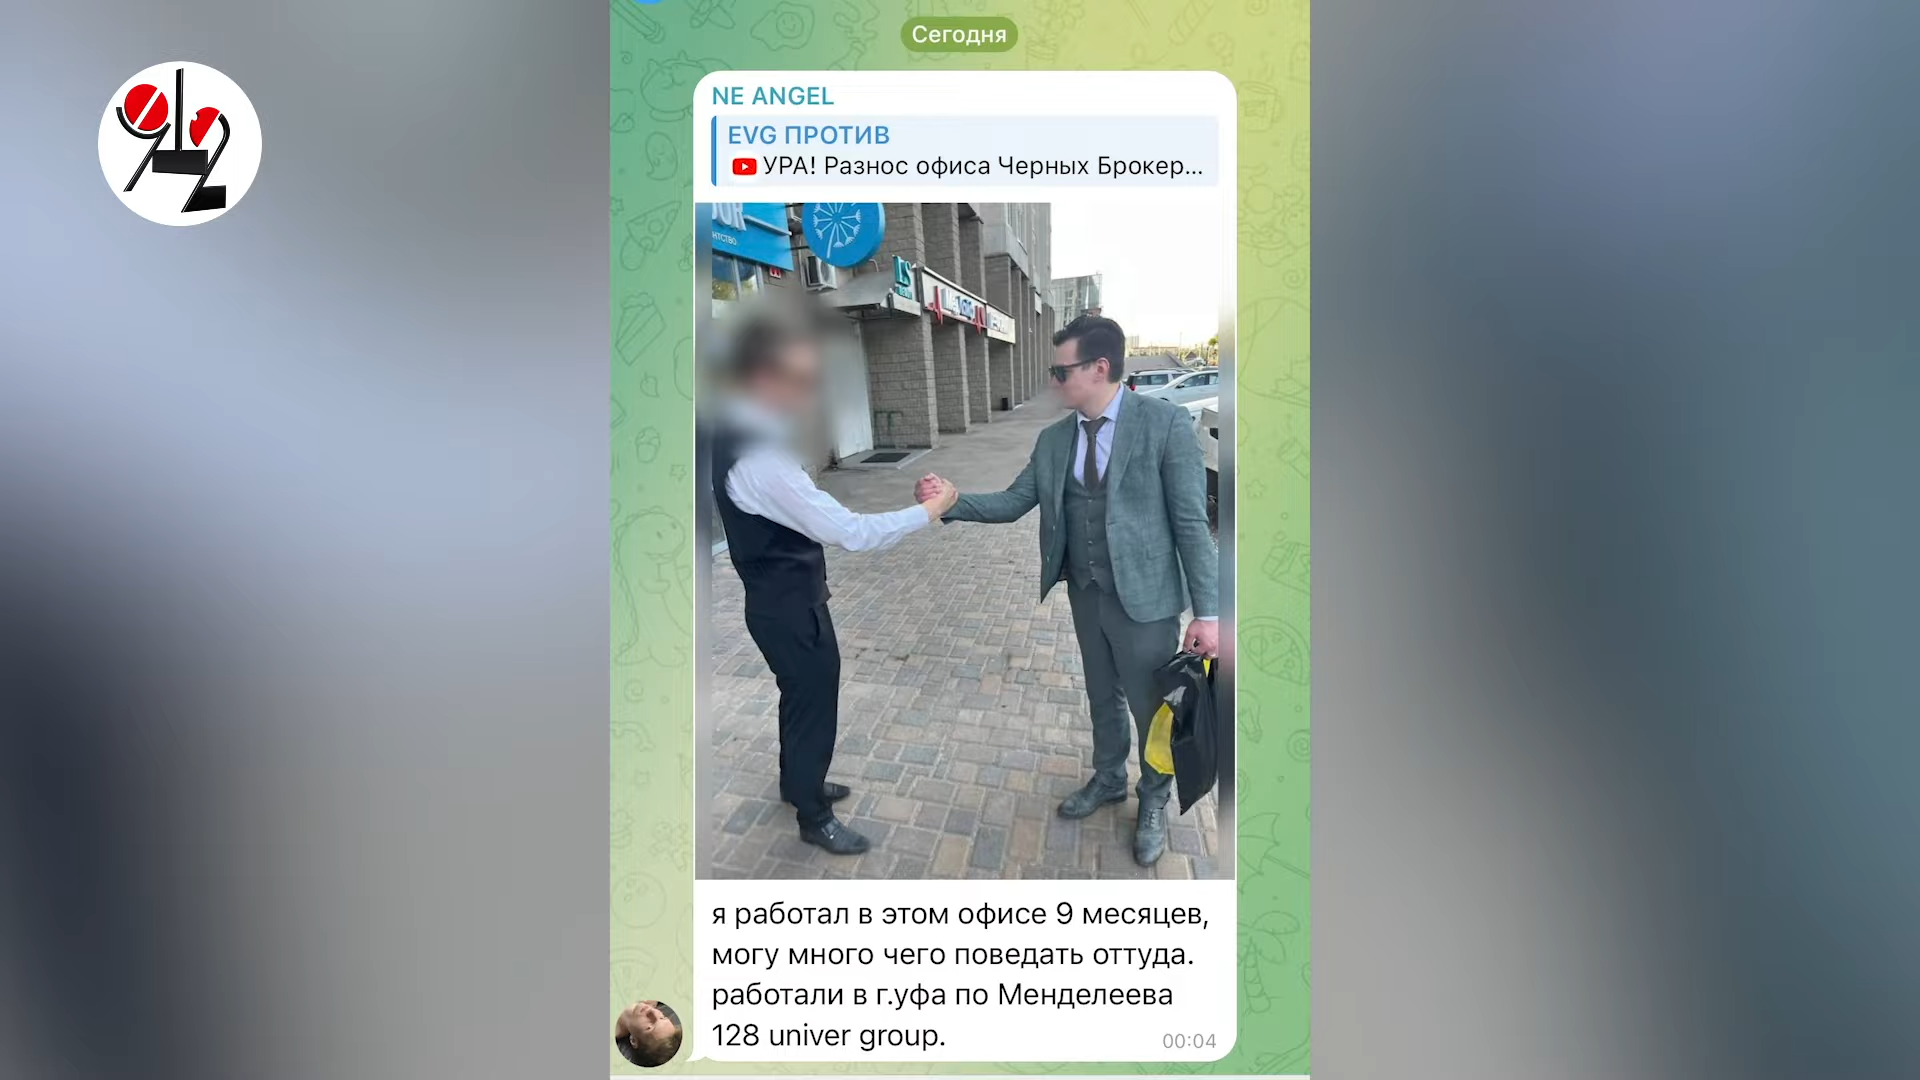 Сегодня
NE ANGEL
EVG ПРОТИВ
УРА! Разнос офиса Черных Брокер...
я работал в этом офисе 9 месяцев,
могу много чего поведать оттуда.
работали в г.уфа по Менделеева
128 univer group.
00:04